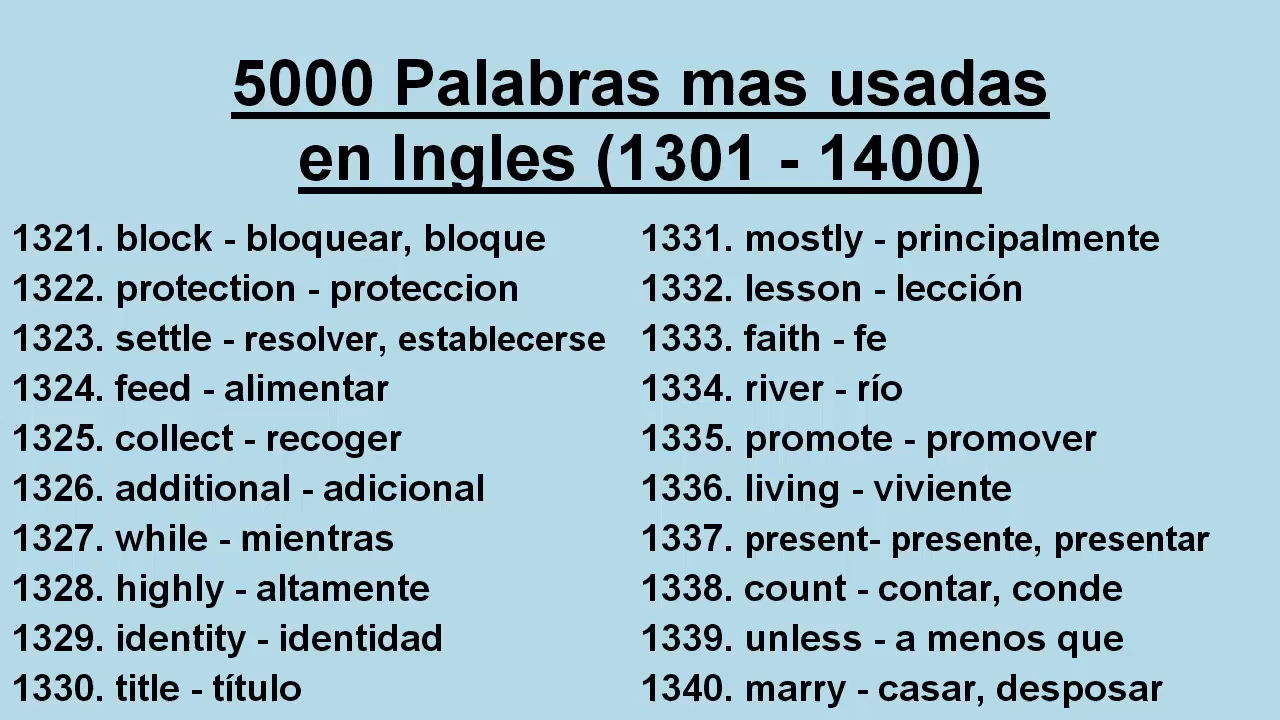 5000 Palabras mas usadas
en Ingles (1301 - 1400)
1321. block - bloquear, bloque
1322. protection - proteccion
1323. settle - resolver, establecerse
1324. feed - alimentar
1325. collect - recoger
1326. additional - adicional
1327. while - mientras
1328. highly - altamente
1329. identity - identidad
1330. title - título
1331. mostly - principalmente
1332. lesson - lección
1333. faith - fe
1334. river - río
1335. promote - promover
1336. living - viviente
1337. present- presente, presentar
1338. count - contar, conde
1339. unless - a menos que
1340. marry - casar, desposar